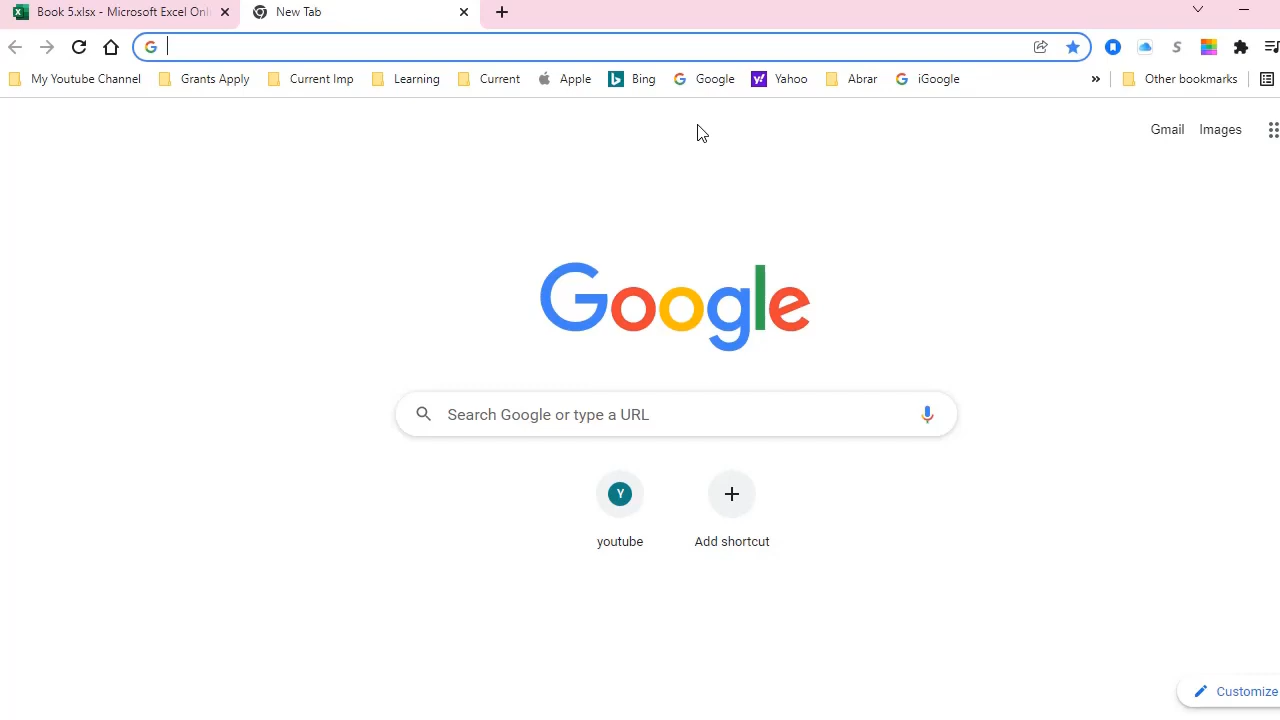 Book 5.xlsx - Microsoft Excel Onl
New Tab
My Youtube Channel Grants Apply Current Imp Learning Current Apple Bing Google Yahoo Abrar iGoogle Other bookmarks
Gmail Images
Google
Search Google or type a URL
Y
youtube Add shortcut
Customize